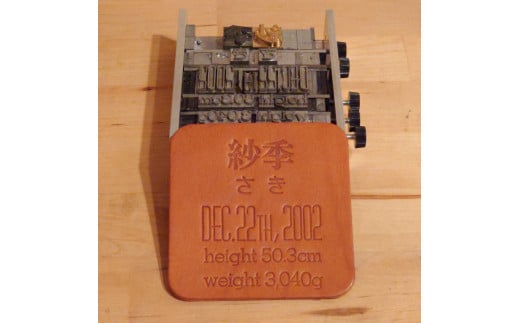 紗季
さき
DEC.22TH, 2002
height 50.3cm
weight 3,040g